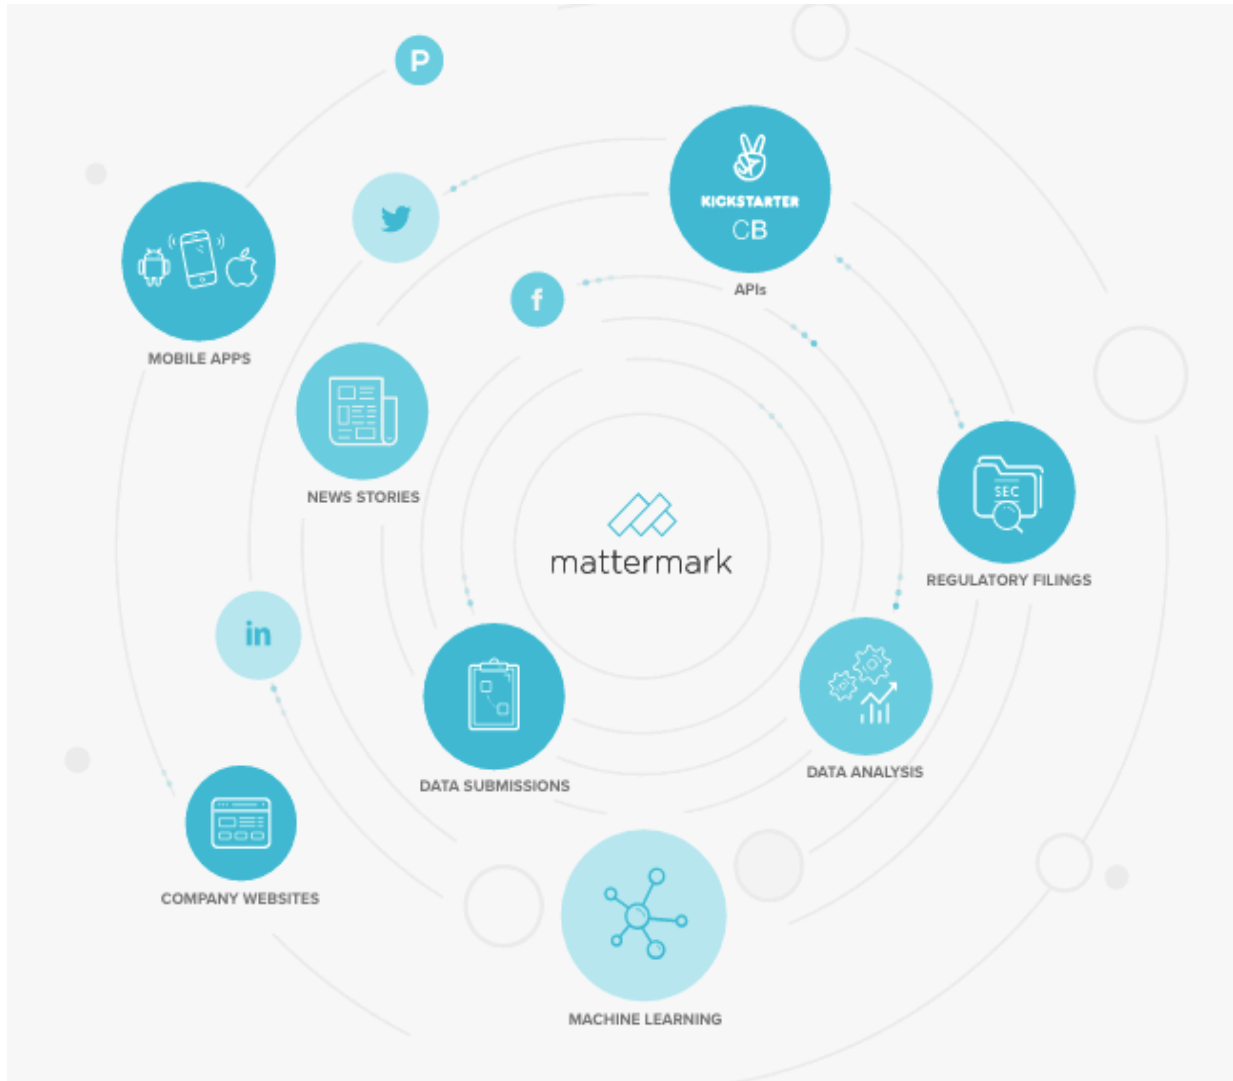 P
KICKSTARTER
CB
APIs
f
MOBILE APPS
NEWS STORIES
SEC
mattermark
REGULATORY FILINGS
in
DATA SUBMISSIONS
DATA ANALYSIS
COMPANY WEBSITES
MACHINE LEARNING